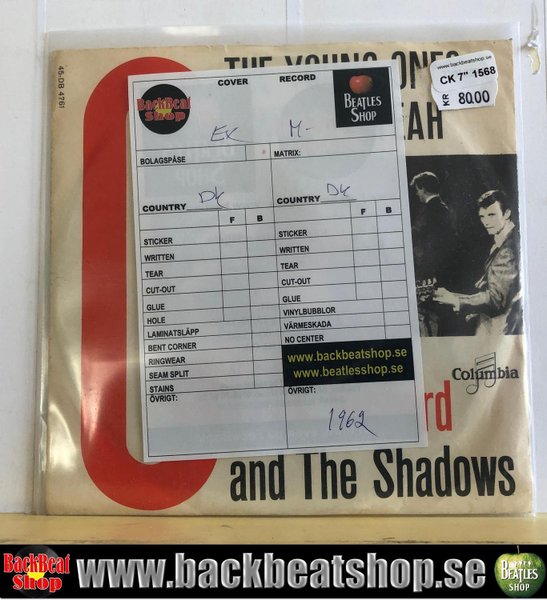 45-DB 4761
THE YOUNG ONES
EAH
www.backbeatshop.se
CK 7" 1568
KR 80.00
BackBeat
Shop
COVER RECORD
BEATLES
SHOP
EX M-
BOLAGSPÅSE MATRIX:
COUNTRY DK COUNTRY DK
F B F B
STICKER STICKER
WRITTEN WRITTEN
TEAR TEAR
CUT-OUT CUT-OUT
GLUE GLUE
HOLE VINYLBUBBLOR
LAMINATSLÄPP VÄRMESKADA
BENT CORNER NO CENTER
RINGWEAR www.backbeatshop.se
SEAM SPLIT www.beatlesshop.se
STAINS
ÖVRIGT: ÖVRIGT:
1962
Columbia
rd
and The Shadows
BackBeat
Shop
www.backbeatshop.se
BEATLES
SHOP